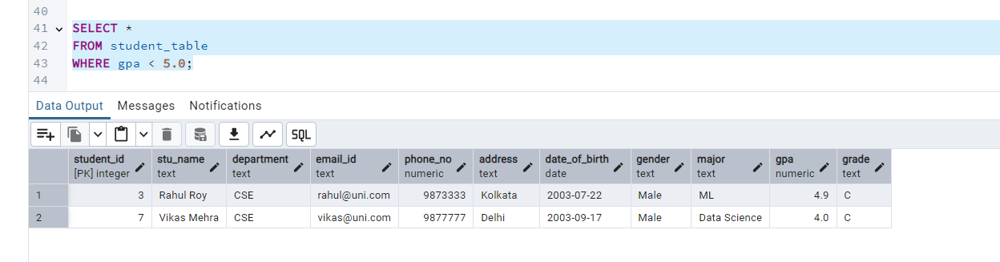 40
41 SELECT *
42 FROM student_table
43 WHERE gpa < 5.0;
44
Data Output Messages Notifications
SQL
student_id stu_name department email_id phone_no address date_of_birth gender major gpa grade
[PK] integer text text text numeric text date text text numeric text
1 3 Rahul Roy CSE rahul@uni.com 9873333 Kolkata 2003-07-22 Male ML 4.9 C
2 7 Vikas Mehra CSE vikas@uni.com 9877777 Delhi 2003-09-17 Male Data Science 4.0 C